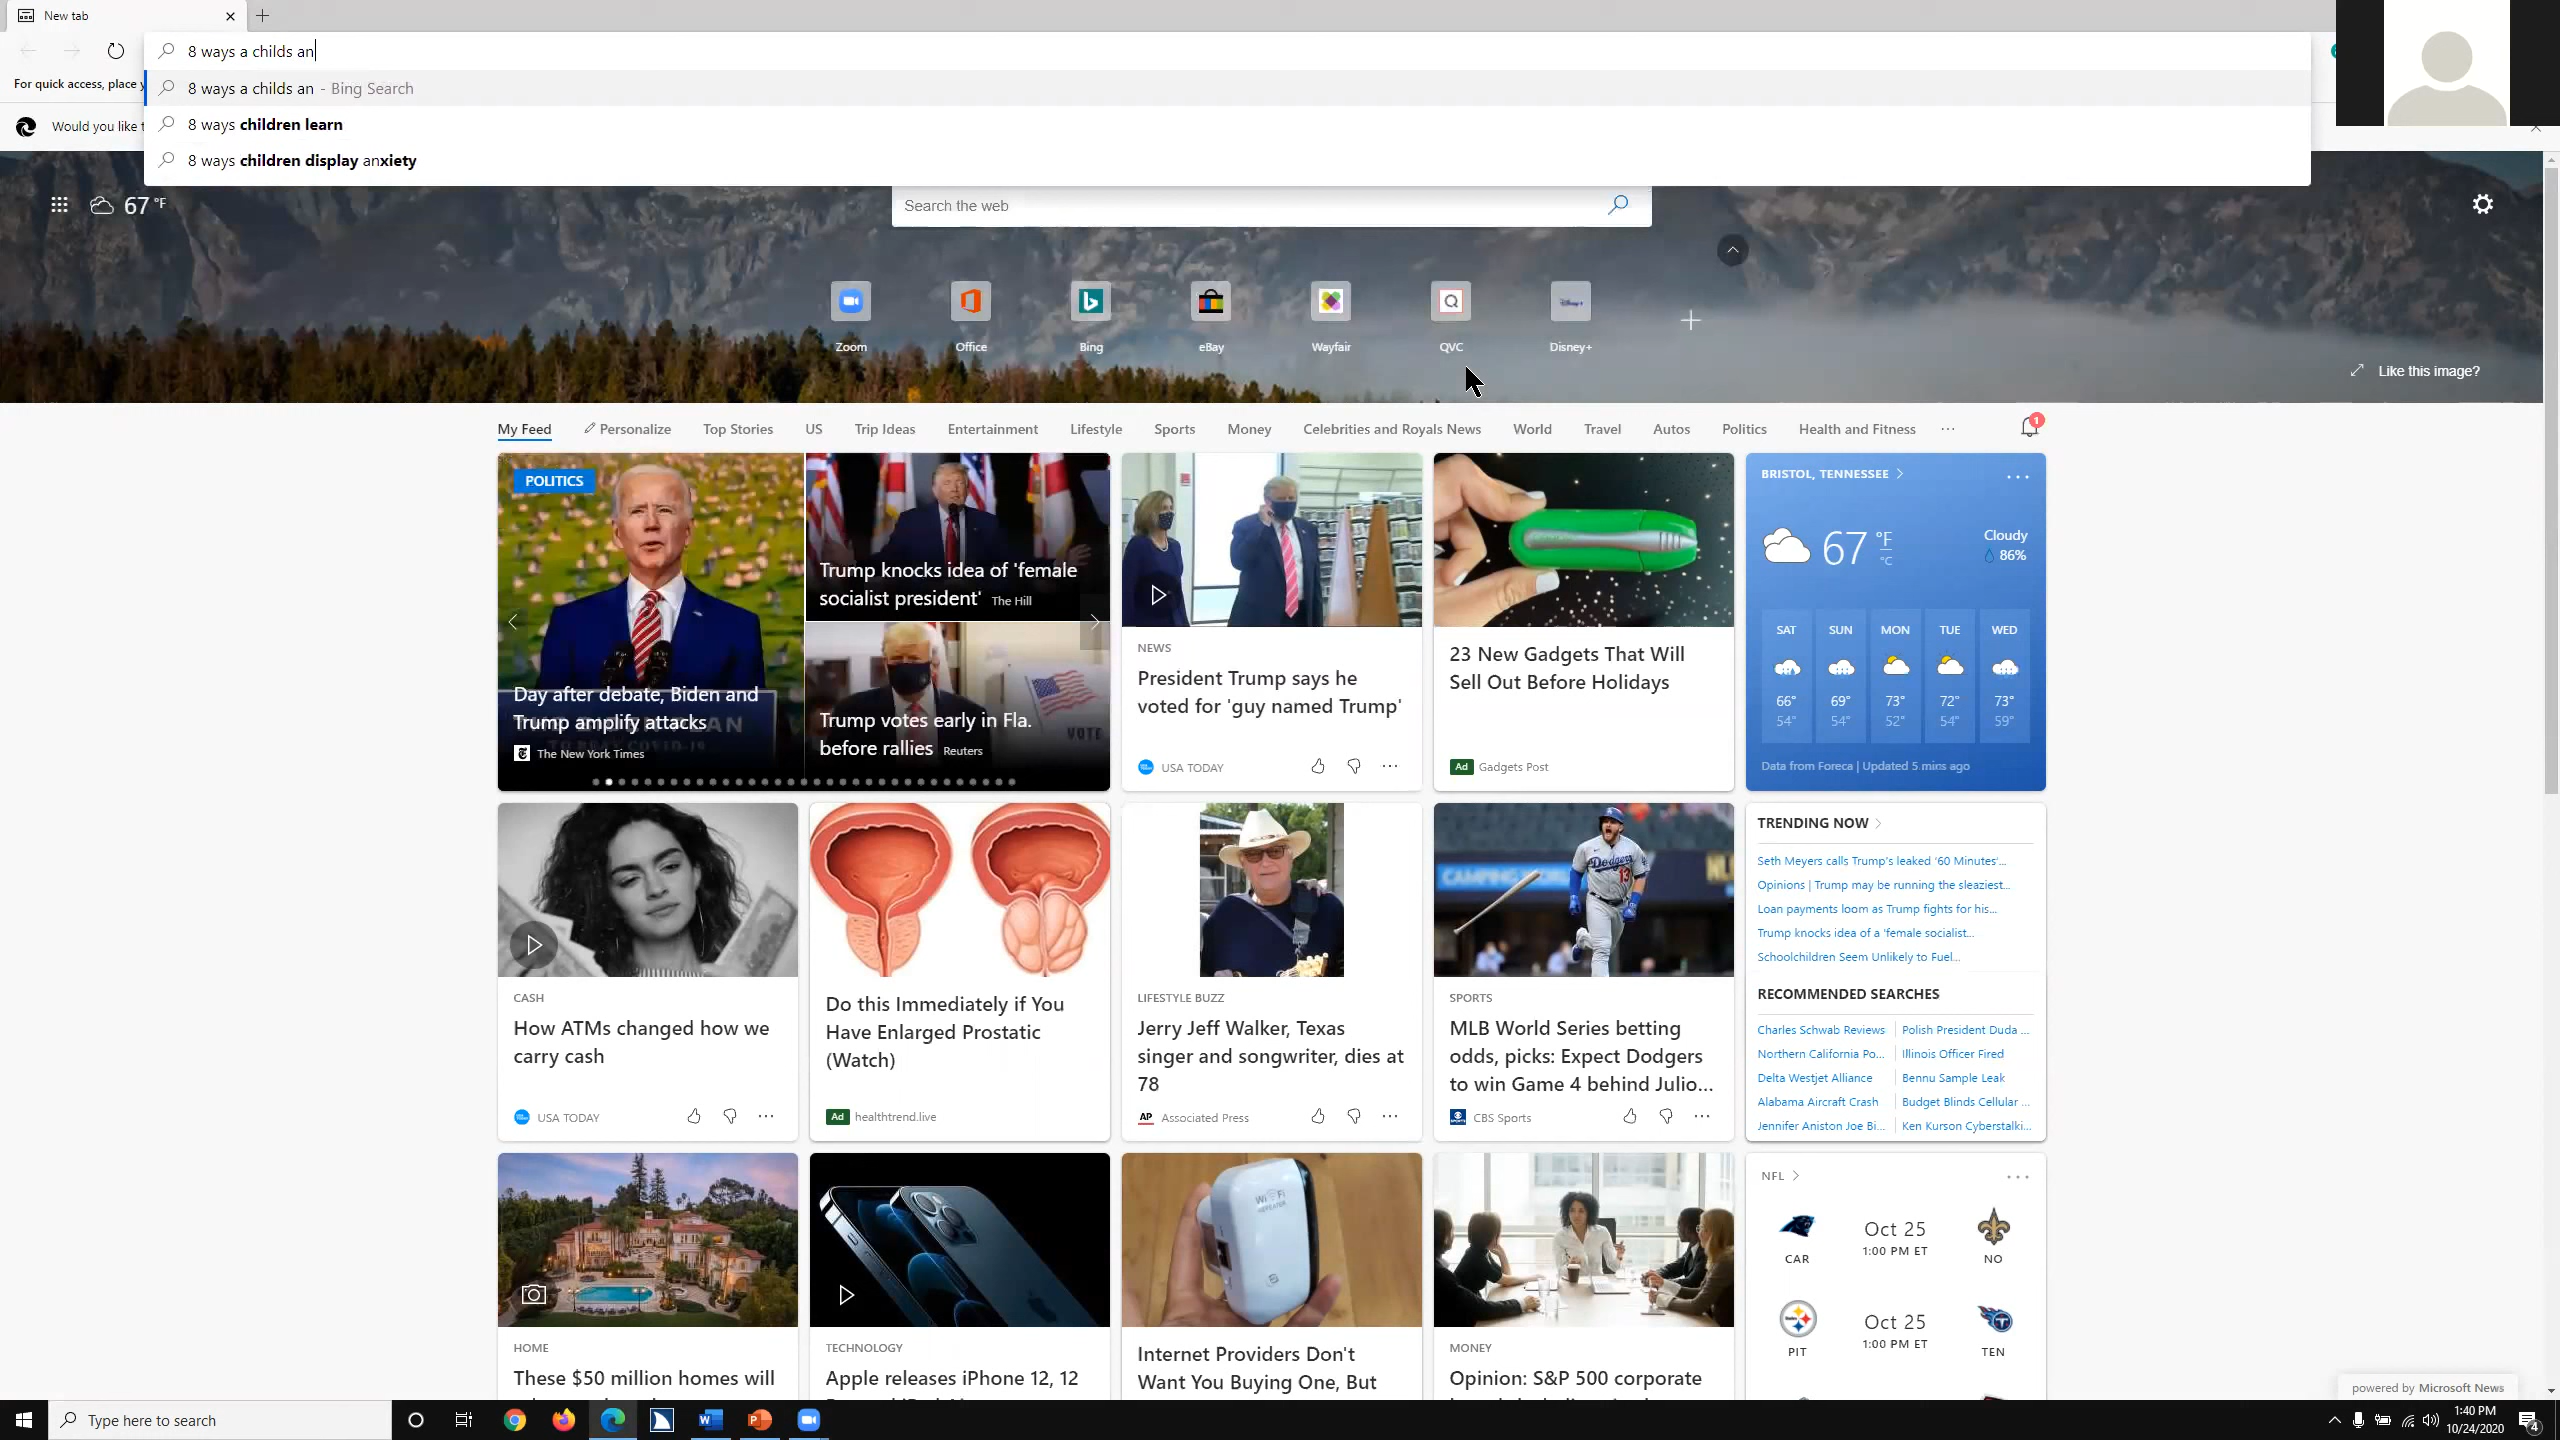 New tab
8 ways a childs an
8 ways a childs an - Bing Search
8 ways children learn
8 ways children display anxiety
For quick access, place y
Would you like t
67 °F
Search the web
Zoom
Office
Bing
eBay
Wayfair
QVC
Disney+
Like this image?
My Feed
Personalize
Top Stories
US
Trip Ideas
Entertainment
Lifestyle
Sports
Money
Celebrities and Royals News
World
Travel
Autos
Politics
Health and Fitness
...
1
POLITICS
Day after debate, Biden and
Trump amplify attacks
The New York Times
Trump knocks idea of 'female
socialist president' The Hill
VOTE
Trump votes early in Fla.
before rallies Reuters
NEWS
President Trump says he
voted for 'guy named Trump'
USA TODAY
23 New Gadgets That Will
Sell Out Before Holidays
Ad Gadgets Post
BRISTOL, TENNESSEE
67 °F
°C
Cloudy
86%
SAT SUN MON TUE WED
66° 69° 73° 72° 73°
54° 54° 52° 54° 59°
Data from Foreca | Updated 5 mins ago
CASH
How ATMs changed how we
carry cash
USA TODAY
Do this Immediately if You
Have Enlarged Prostatic
(Watch)
Ad healthtrend.live
LIFESTYLE BUZZ
Jerry Jeff Walker, Texas
singer and songwriter, dies at
78
AP Associated Press
Dodgers
13
SPORTS
MLB World Series betting
odds, picks: Expect Dodgers
to win Game 4 behind Julio...
CBS Sports
TRENDING NOW
Seth Meyers calls Trump's leaked '60 Minutes'...
Opinions | Trump may be running the sleaziest...
Loan payments loom as Trump fights for his...
Trump knocks idea of a 'female socialist...
Schoolchildren Seem Unlikely to Fuel...
RECOMMENDED SEARCHES
Charles Schwab Reviews
Polish President Duda ...
Northern California Po...
Illinois Officer Fired
Delta Westjet Alliance
Bennu Sample Leak
Alabama Aircraft Crash
Budget Blinds Cellular ...
Jennifer Aniston Joe Bi...
Ken Kurson Cyberstalki...
HOME
These $50 million homes will
TECHNOLOGY
Apple releases iPhone 12, 12
Internet Providers Don't
Want You Buying One, But
MONEY
Opinion: S&P 500 corporate
NFL
CAR
Oct 25
1:00 PM ET
NO
PIT
Oct 25
1:00 PM ET
TEN
powered by Microsoft News
Type here to search
1:40 PM
10/24/2020
4